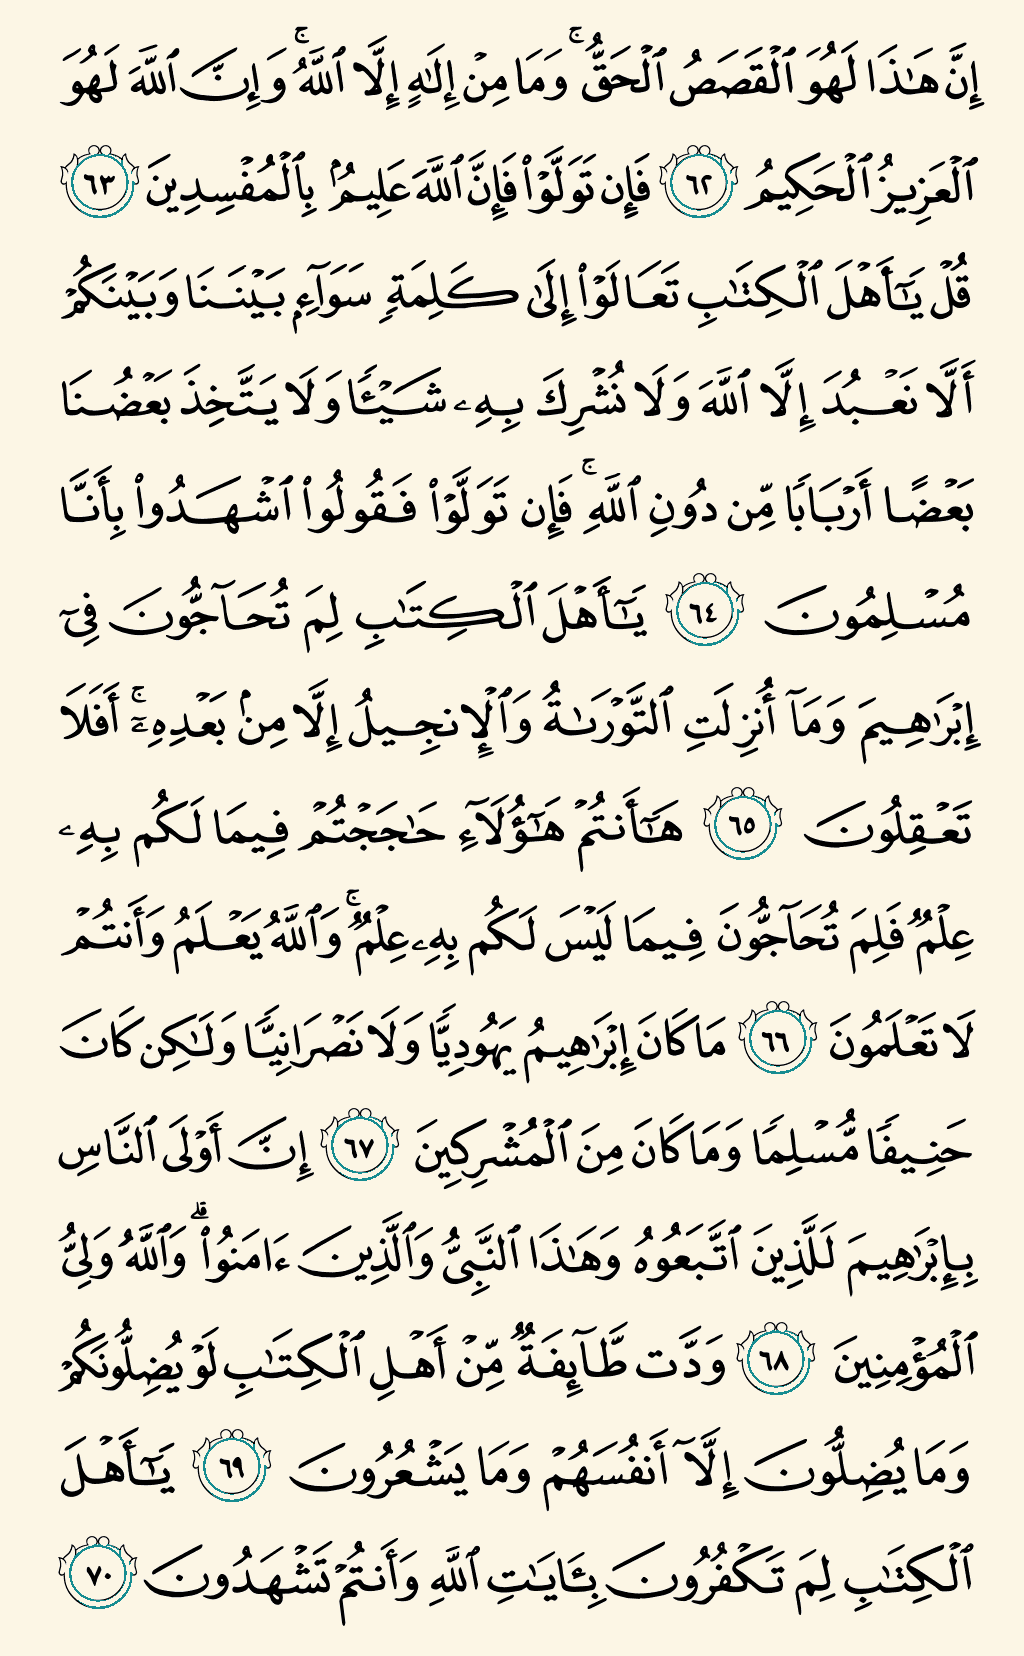 إِنَّ هَٰذَا لَهُوَ ٱلْقَصَصُ ٱلْحَقُّ ۚ وَمَا مِنْ إِلَٰهٍ إِلَّا ٱللَّهُ ۚ وَإِنَّ ٱللَّهَ لَهُوَ
ٱلْعَزِيزُ ٱلْحَكِيمُ ٦٢ فَإِن تَوَلَّوْا۟ فَإِنَّ ٱللَّهَ عَلِيمٌۢ بِٱلْمُفْسِدِينَ ٦٣
قُلْ يَٰٓأَهْلَ ٱلْكِتَٰبِ تَعَالَوْا۟ إِلَىٰ كَلِمَةٍ سَوَآءٍۭ بَيْنَنَا وَبَيْنَكُمْ
أَلَّا نَعْبُدَ إِلَّا ٱللَّهَ وَلَا نُشْرِكَ بِهِۦ شَيْـًٔا وَلَا يَتَّخِذَ بَعْضُنَا
بَعْضًا أَرْبَابًا مِّن دُونِ ٱللَّهِ ۚ فَإِن تَوَلَّوْا۟ فَقُولُوا۟ ٱشْهَدُوا۟ بِأَنَّا
مُسْلِمُونَ ٦٤ يَٰٓأَهْلَ ٱلْكِتَٰبِ لِمَ تُحَآجُّونَ فِىٓ
إِبْرَٰهِيمَ وَمَآ أُنزِلَتِ ٱلتَّوْرَىٰةُ وَٱلْإِنجِيلُ إِلَّا مِنۢ بَعْدِهِۦٓ ۚ أَفَلَا
تَعْقِلُونَ ٦٥ هَٰٓأَنتُمْ هَٰٓؤُلَآءِ حَٰجَجْتُمْ فِيمَا لَكُم بِهِۦ
عِلْمٌ فَلِمَ تُحَآجُّونَ فِيمَا لَيْسَ لَكُم بِهِۦ عِلْمٌ ۚ وَٱللَّهُ يَعْلَمُ وَأَنتُمْ
لَا تَعْلَمُونَ ٦٦ مَا كَانَ إِبْرَٰهِيمُ يَهُودِيًّا وَلَا نَصْرَانِيًّا وَلَٰكِن كَانَ
حَنِيفًا مُّسْلِمًا وَمَا كَانَ مِنَ ٱلْمُشْرِكِينَ ٦٧ إِنَّ أَوْلَى ٱلنَّاسِ
بِإِبْرَٰهِيمَ لَلَّذِينَ ٱتَّبَعُوهُ وَهَٰذَا ٱلنَّبِىُّ وَٱلَّذِينَ ءَامَنُوا۟ ۗ وَٱللَّهُ وَلِىُّ
ٱلْمُؤْمِنِينَ ٦٨ وَدَّت طَّآئِفَةٌ مِّنْ أَهْلِ ٱلْكِتَٰبِ لَوْ يُضِلُّونَكُمْ
وَمَا يُضِلُّونَ إِلَّآ أَنفُسَهُمْ وَمَا يَشْعُرُونَ ٦٩ يَٰٓأَهْلَ
ٱلْكِتَٰبِ لِمَ تَكْفُرُونَ بِـَٔايَٰتِ ٱللَّهِ وَأَنتُمْ تَشْهَدُونَ ٧٠